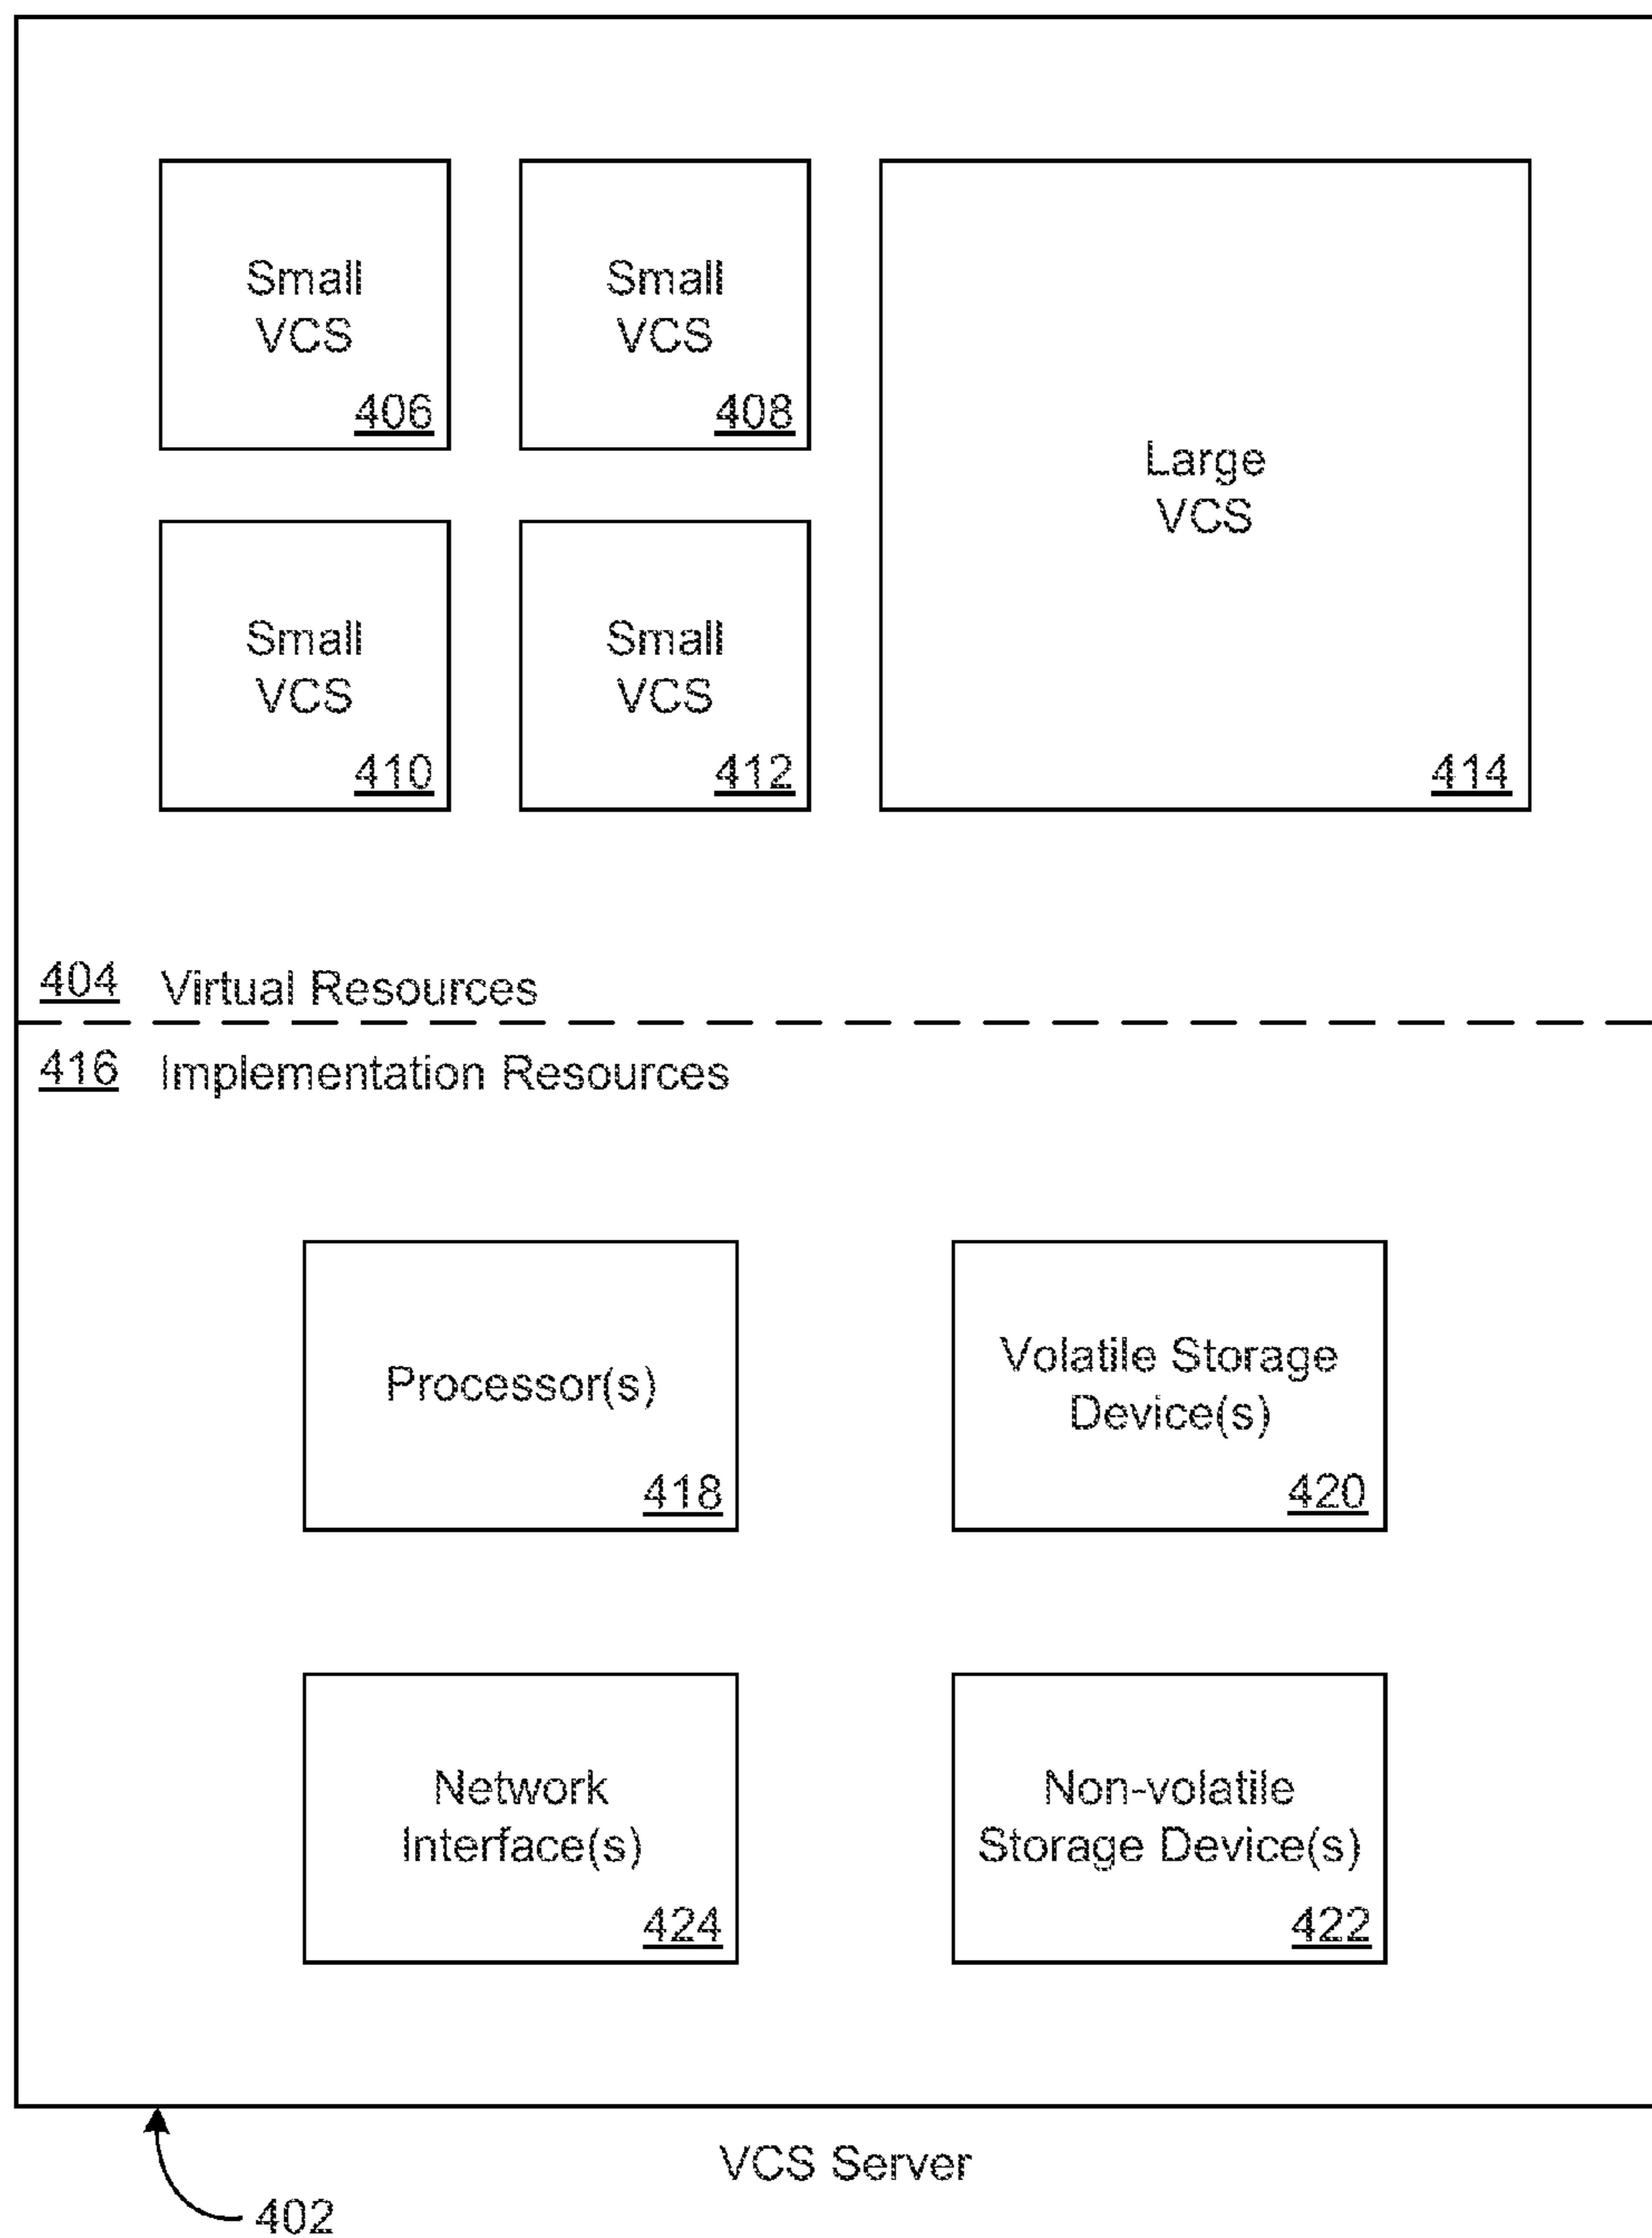 Small
VCS
406
Small
VCS
408
Large
VCS
414
Small
VCS
410
Small
VCS
412
404 Virtual Resources
416 Implementation Resources
Processor(s)
418
Volatile Storage
Device(s)
420
Network
Interface(s)
424
Non-volatile
Storage Device(s)
422
VCS Server
402